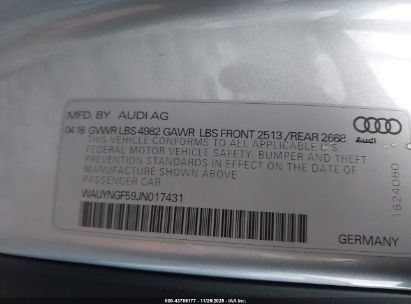 MFD. BY AUDI AG
04 18 GVWR LBS 4982 GAWR LBS FRONT 2513 / REAR 2668
THIS VEHICLE CONFORMS TO ALL APPLICABLE U.S.
FEDERAL MOTOR VEHICLE SAFETY, BUMPER, AND THEFT
PREVENTION STANDARDS IN EFFECT ON THE DATE OF
MANUFACTURE SHOWN ABOVE
PASSENGER CAR
WAUYNGF59JN017431
Audi
1624080
GERMANY